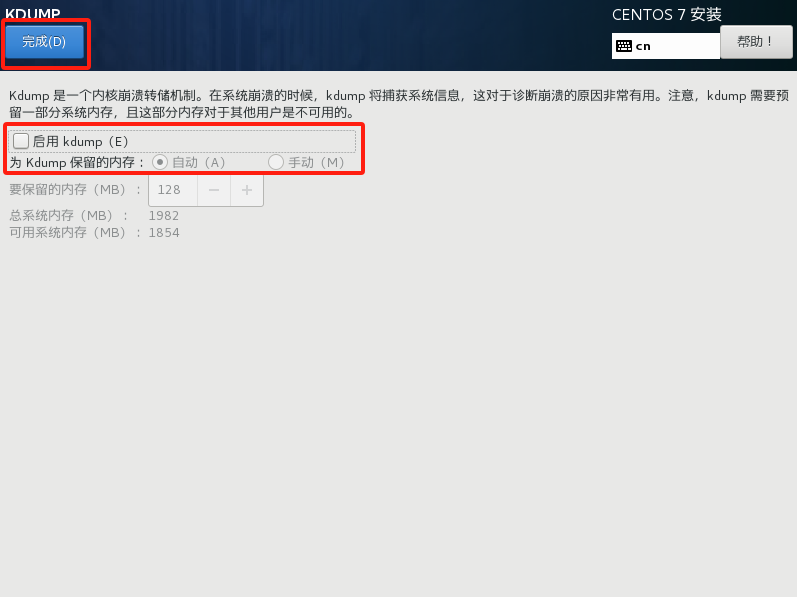 KDUMP
CENTOS 7 安装
完成(D)
cn
帮助！
Kdump 是一个内核崩溃转储机制。在系统崩溃的时候，kdump 将捕获系统信息，这对于诊断崩溃的原因非常有用。注意，kdump 需要预
留一部分系统内存，且这部分内存对于其他用户是不可用的。
启用 kdump（E）
为 Kdump 保留的内存： 自动（A） 手动（M）
要保留的内存（MB）： 128 − +
总系统内存（MB）： 1982
可用系统内存（MB）： 1854